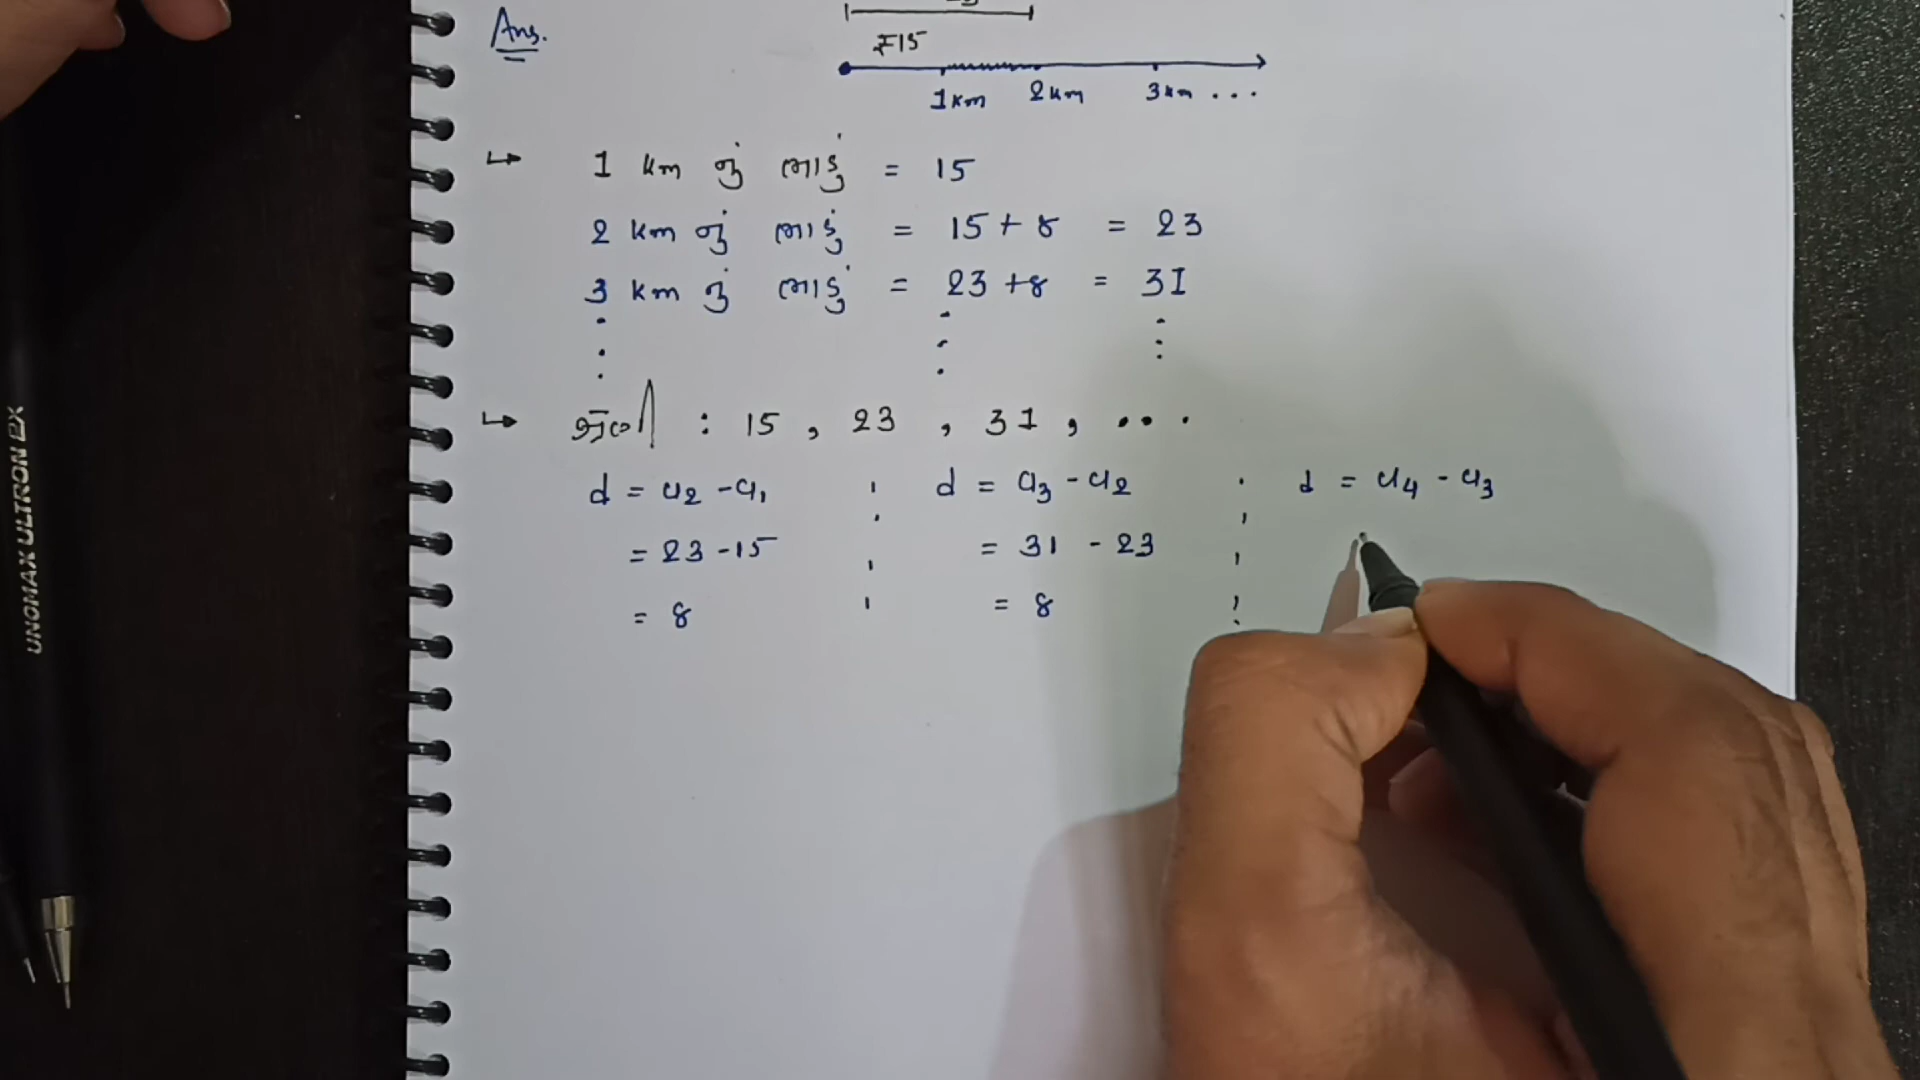 Ans.
₹15
1km 2km 3km ...
↳ 1 km નું ભાડું = 15
2 km નું ભાડું = 15 + 8 = 23
3 km નું ભાડું = 23 + 8 = 31
↳ : 15 , 23 , 31 , ...
d = a₂ - a₁ d = a₃ - a₂ d = a₄ - a₃
= 23 - 15 = 31 - 23
= 8 = 8
UNOMAX ULTRON 2X